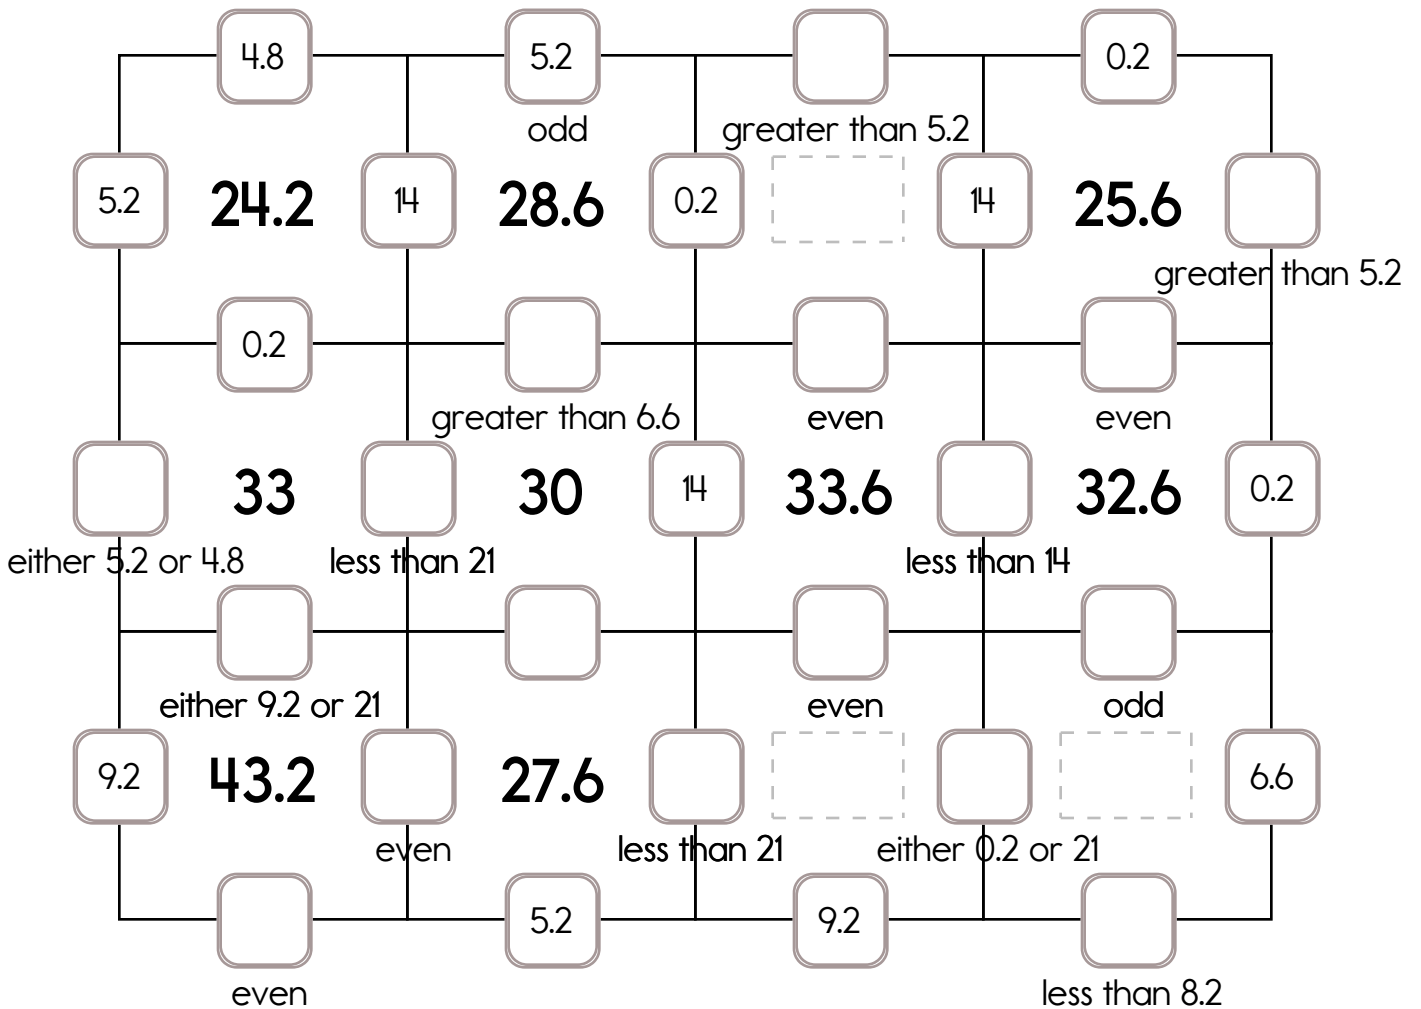 4.8 5.2 0.2
odd greater than 5.2
5.2 24.2 14 28.6 0.2 14 25.6
greater than 5.2
0.2
greater than 6.6 even even
33 30 14 33.6 32.6 0.2
either 5.2 or 4.8 less than 21 less than 14
either 9.2 or 21 even odd
9.2 43.2 27.6 6.6
even less than 21 either 0.2 or 21
5.2 9.2
even less than 8.2